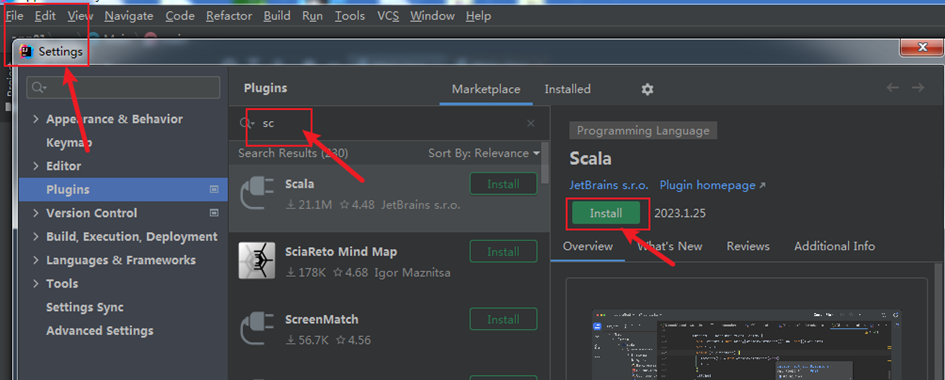 File Edit View Navigate Code Refactor Build Run Tools VCS Window Help
Settings
Appearance & Behavior
Keymap
Editor
Plugins
Version Control
Build, Execution, Deployment
Languages & Frameworks
Tools
Settings Sync
Advanced Settings
Plugins Marketplace Installed
sc
Search Results (230) Sort By: Relevance
Scala Install
21.1M 4.48 JetBrains s.r.o.
SciaReto Mind Map Install
178K 4.68 Igor Maznitsa
ScreenMatch Install
56.7K 4.56
Programming Language
Scala
JetBrains s.r.o. Plugin homepage
Install 2023.1.25
Overview What's New Reviews Additional Info